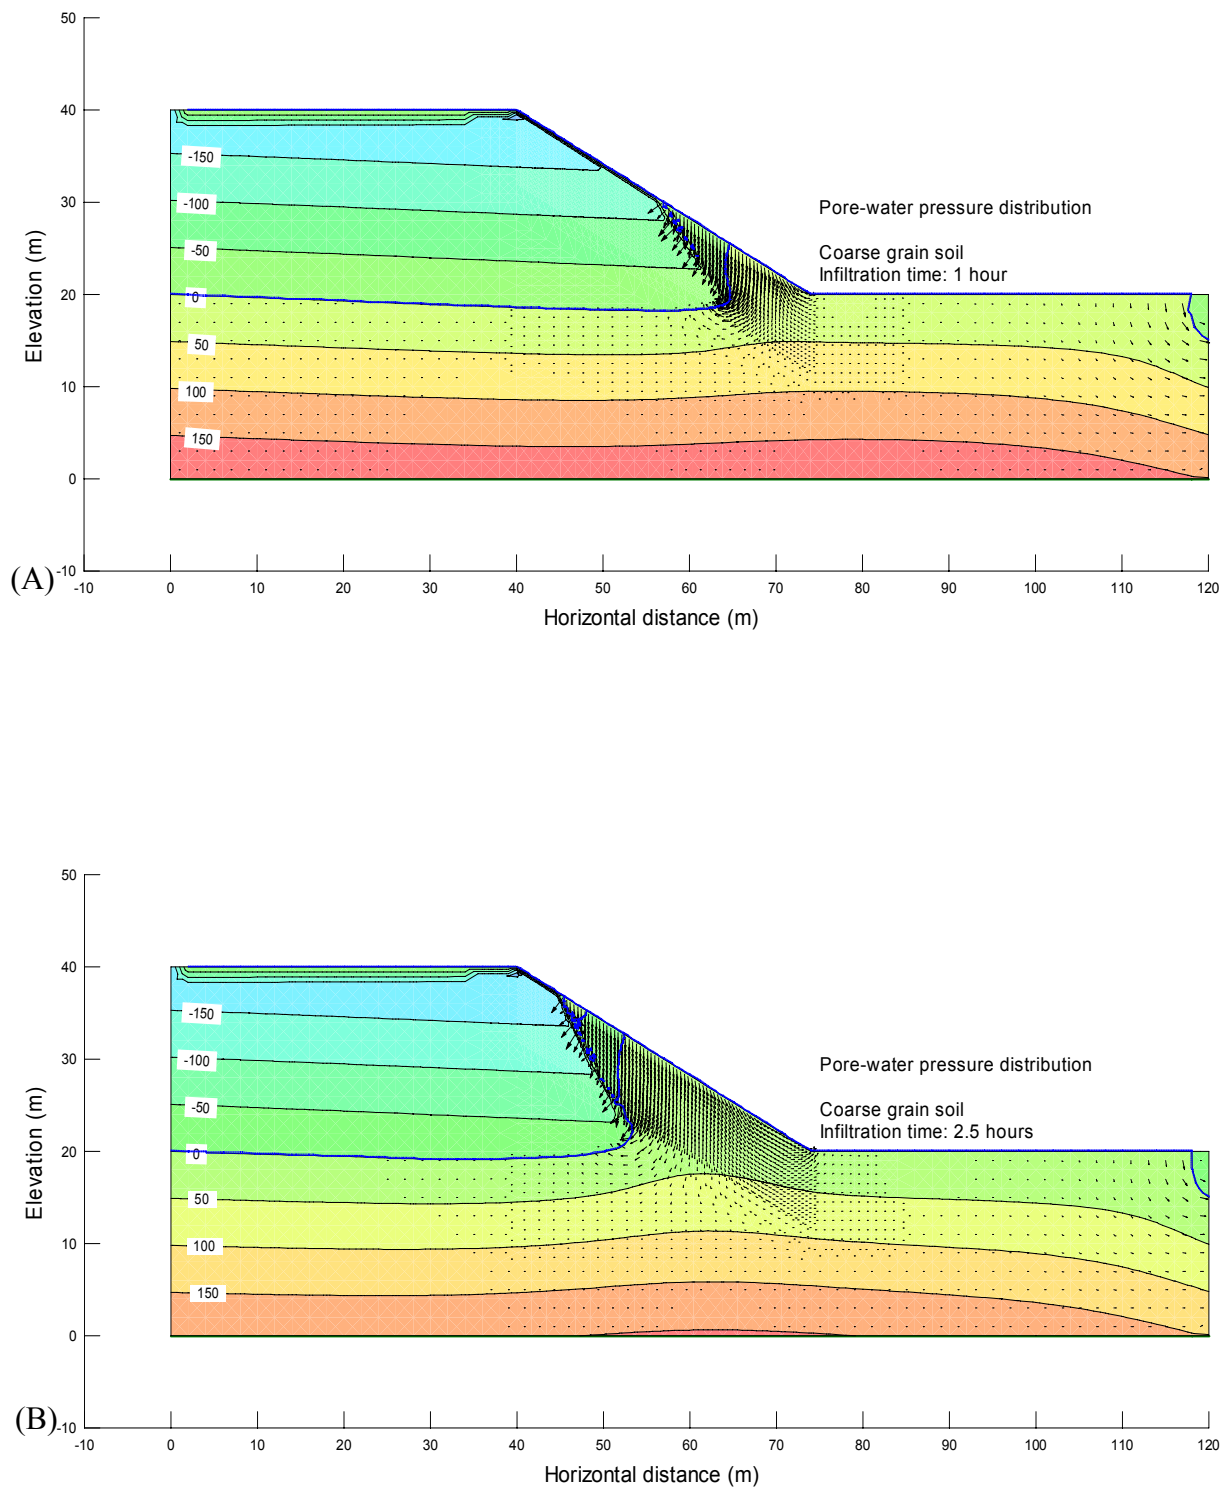 50
40
30
20
10
0
-10
Elevation (m)
-150
-100
-50
0
50
100
150
Pore-water pressure distribution
Coarse grain soil
Infiltration time: 1 hour
(A)
-10 0 10 20 30 40 50 60 70 80 90 100 110 120
Horizontal distance (m)
50
40
30
20
10
0
-10
Elevation (m)
-150
-100
-50
0
50
100
150
Pore-water pressure distribution
Coarse grain soil
Infiltration time: 2.5 hours
(B)
-10 0 10 20 30 40 50 60 70 80 90 100 110 120
Horizontal distance (m)